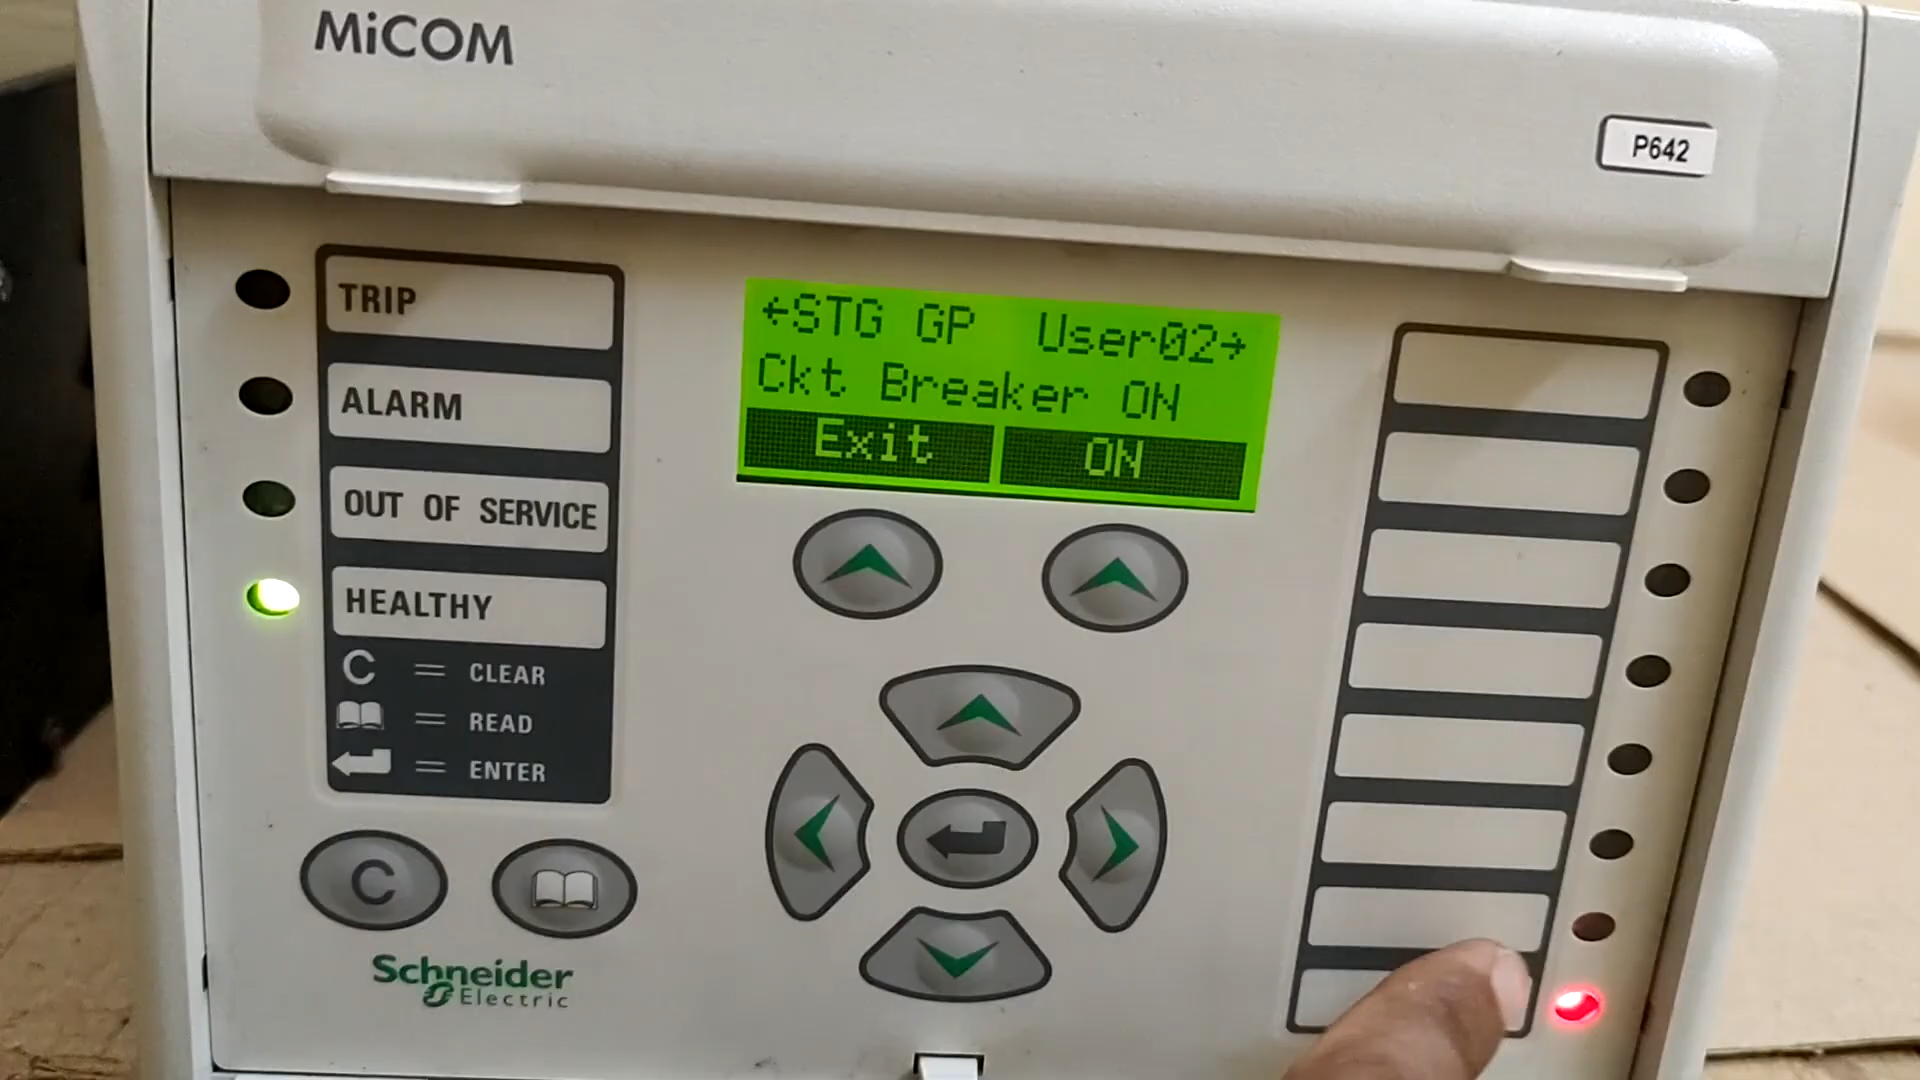 MiCOM
P642
TRIP
ALARM
OUT OF SERVICE
HEALTHY
C = CLEAR
= READ
= ENTER
←STG GP User02→
Ckt Breaker ON
Exit ON
C
Schneider
Electric